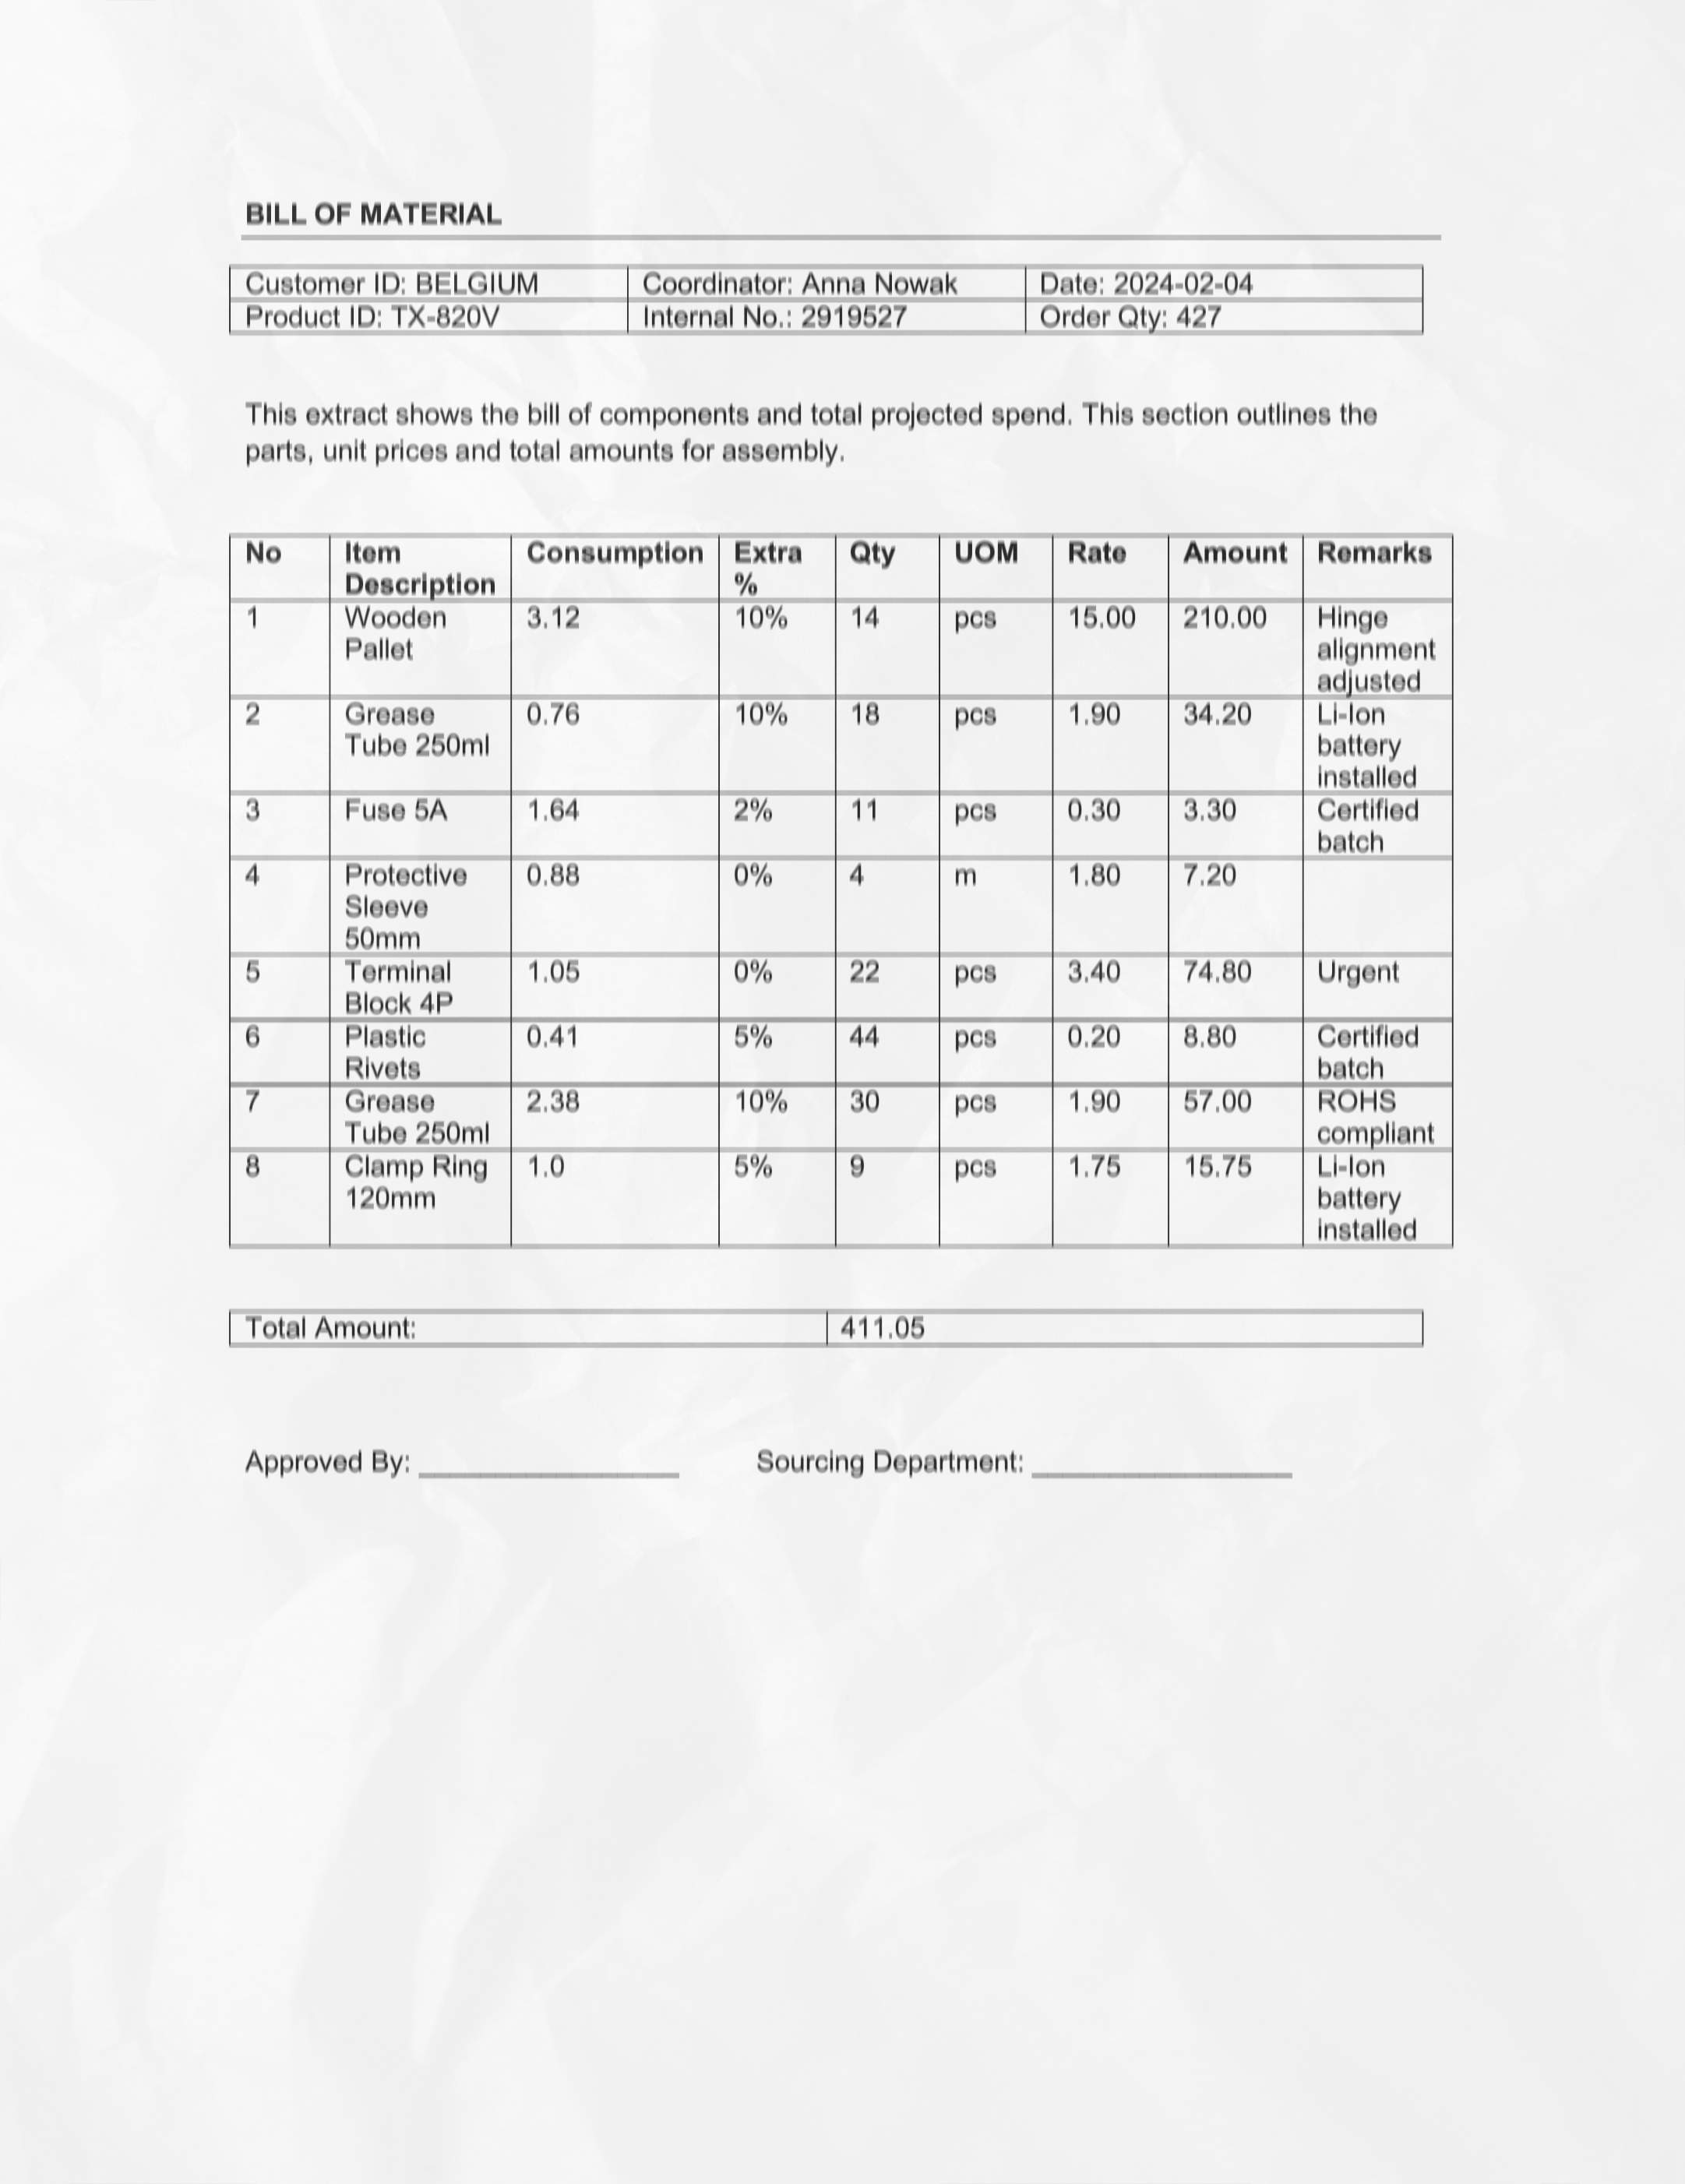 BILL OF MATERIAL
Customer ID: BELGIUM Coordinator: Anna Nowak Date: 2024-02-04
Product ID: TX-820V Internal No.: 2919527 Order Qty: 427
This extract shows the bill of components and total projected spend. This section outlines the
parts, unit prices and total amounts for assembly.
No Item Consumption Extra Qty UOM Rate Amount Remarks
Description %
1 Wooden 3.12 10% 14 pcs 15.00 210.00 Hinge
Pallet alignment
adjusted
2 Grease 0.76 10% 18 pcs 1.90 34.20 Li-Ion
Tube 250ml battery
installed
3 Fuse 5A 1.64 2% 11 pcs 0.30 3.30 Certified
batch
4 Protective 0.88 0% 4 m 1.80 7.20
Sleeve
50mm
5 Terminal 1.05 0% 22 pcs 3.40 74.80 Urgent
Block 4P
6 Plastic 0.41 5% 44 pcs 0.20 8.80 Certified
Rivets batch
7 Grease 2.38 10% 30 pcs 1.90 57.00 ROHS
Tube 250ml compliant
8 Clamp Ring 1.0 5% 9 pcs 1.75 15.75 Li-Ion
120mm battery
installed
Total Amount: 411.05
Approved By: ____________________ Sourcing Department: ____________________